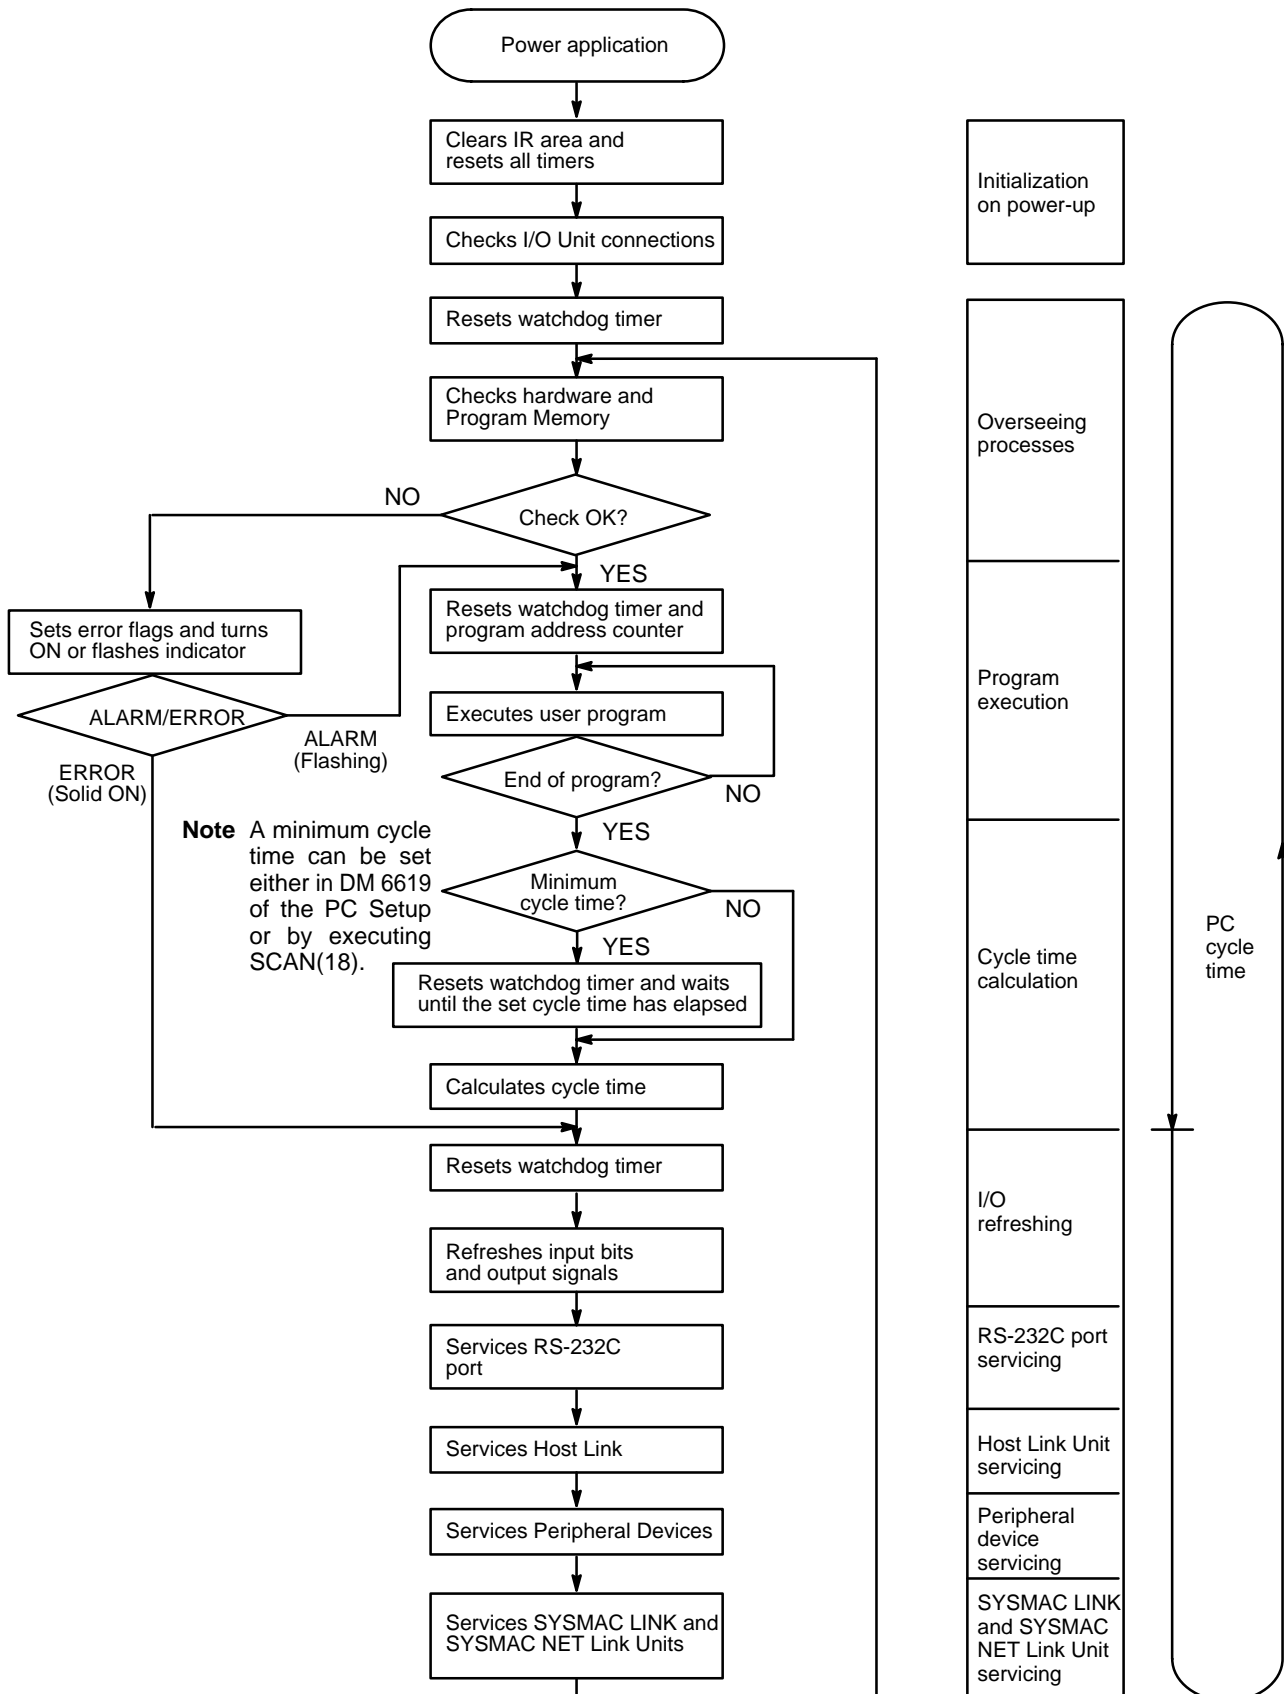 Power application
Clears IR area and
resets all timers
Checks I/O Unit connections
Resets watchdog timer
Checks hardware and
Program Memory
Check OK?
NO
YES
Sets error flags and turns
ON or flashes indicator
ALARM/ERROR
ALARM
(Flashing)
ERROR
(Solid ON)
Resets watchdog timer and
program address counter
Executes user program
End of program?
NO
YES
Note A minimum cycle
time can be set
either in DM 6619
of the PC Setup
or by executing
SCAN(18).
Minimum
cycle time?
NO
YES
Resets watchdog timer and waits
until the set cycle time has elapsed
Calculates cycle time
Resets watchdog timer
Refreshes input bits
and output signals
Services RS-232C
port
Services Host Link
Services Peripheral Devices
Services SYSMAC LINK and
SYSMAC NET Link Units
Initialization
on power-up
Overseeing
processes
Program
execution
Cycle time
calculation
I/O
refreshing
RS-232C port
servicing
Host Link Unit
servicing
Peripheral
device
servicing
SYSMAC LINK
and SYSMAC
NET Link Unit
servicing
PC
cycle
time